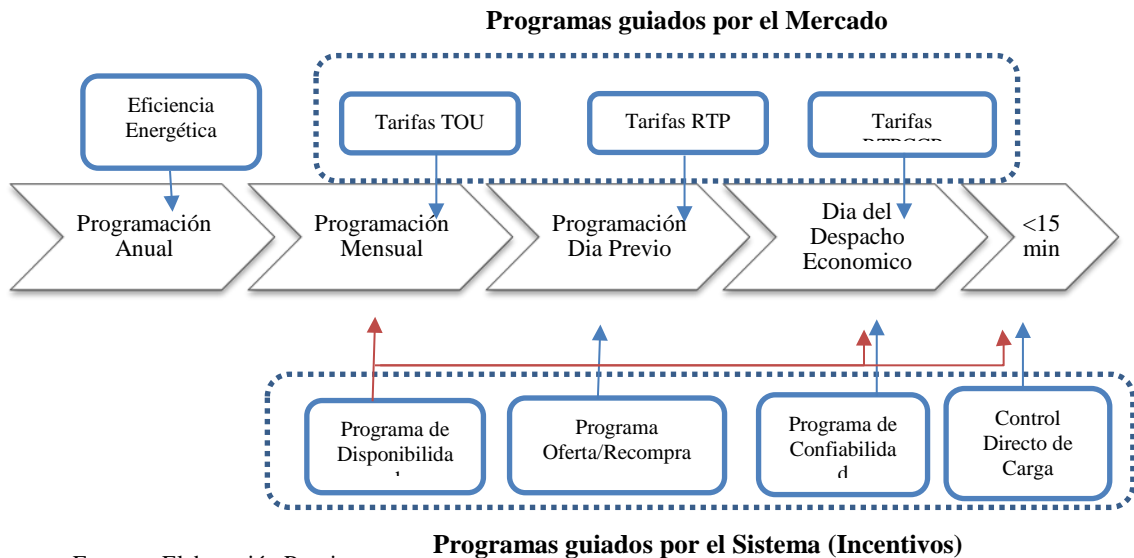 Programas guiados por el Mercado
Eficiencia
Energética
Tarifas TOU
Tarifas RTP
Tarifas
Programación
Anual
Programación
Mensual
Programación
Dia Previo
Dia del
Despacho
Economico
<15
min
Programa de
Disponibilida
Programa
Oferta/Recompra
Programa de
Confiabilida
d
Control
Directo de
Carga
Programas guiados por el Sistema (Incentivos)